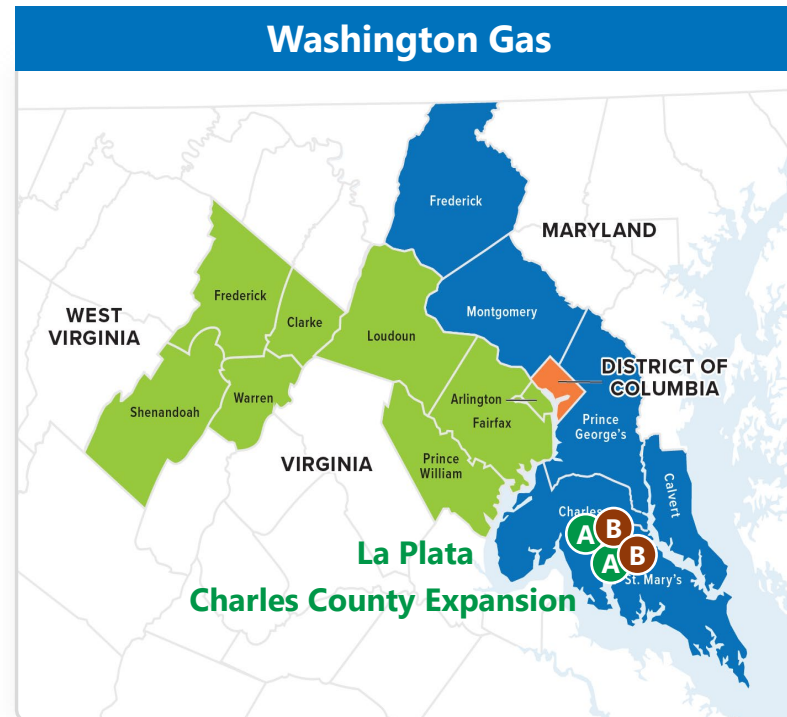 Washington Gas
Frederick
MARYLAND
Frederick
WEST
VIRGINIA
Clarke
Montgomery
Loudoun
DISTRICT OF
COLUMBIA
Shenandoah
Warren
Arlington
Fairfax
Prince
George's
VIRGINIA
Prince
William
Calvert
Charles
A
B
A
B
St. Mary's
La Plata
Charles County Expansion